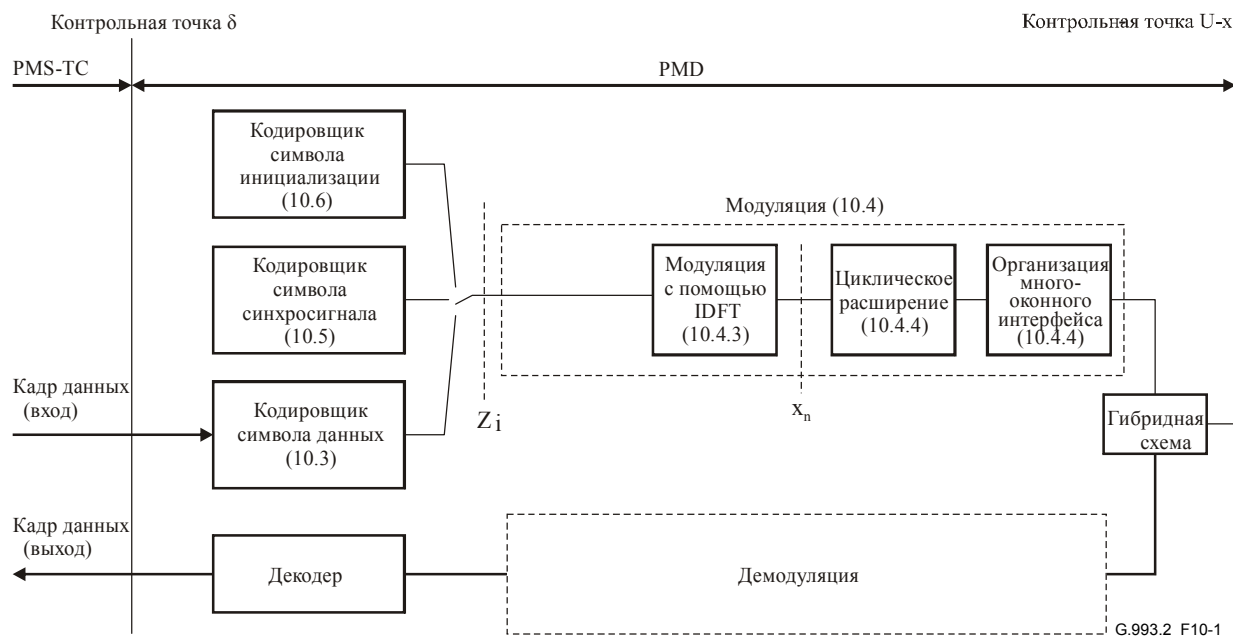 Контрольная точка δ
Контрольная точка U-x
PMS-TC
PMD
Кодировщик
символа
инициализации
(10.6)
Модуляция (10.4)
Кодировщик
символа
синхросигнала
(10.5)
Модуляция
с помощью
IDFT
(10.4.3)
Циклическое
расширение
(10.4.4)
Организация
много-
оконного
интерфейса
(10.4.4)
Кадр данных
(вход)
Кодировщик
символа данных
(10.3)
Zi
xn
Гибридная
схема
Кадр данных
(выход)
Декодер
Демодуляция
G.993.2_F10-1